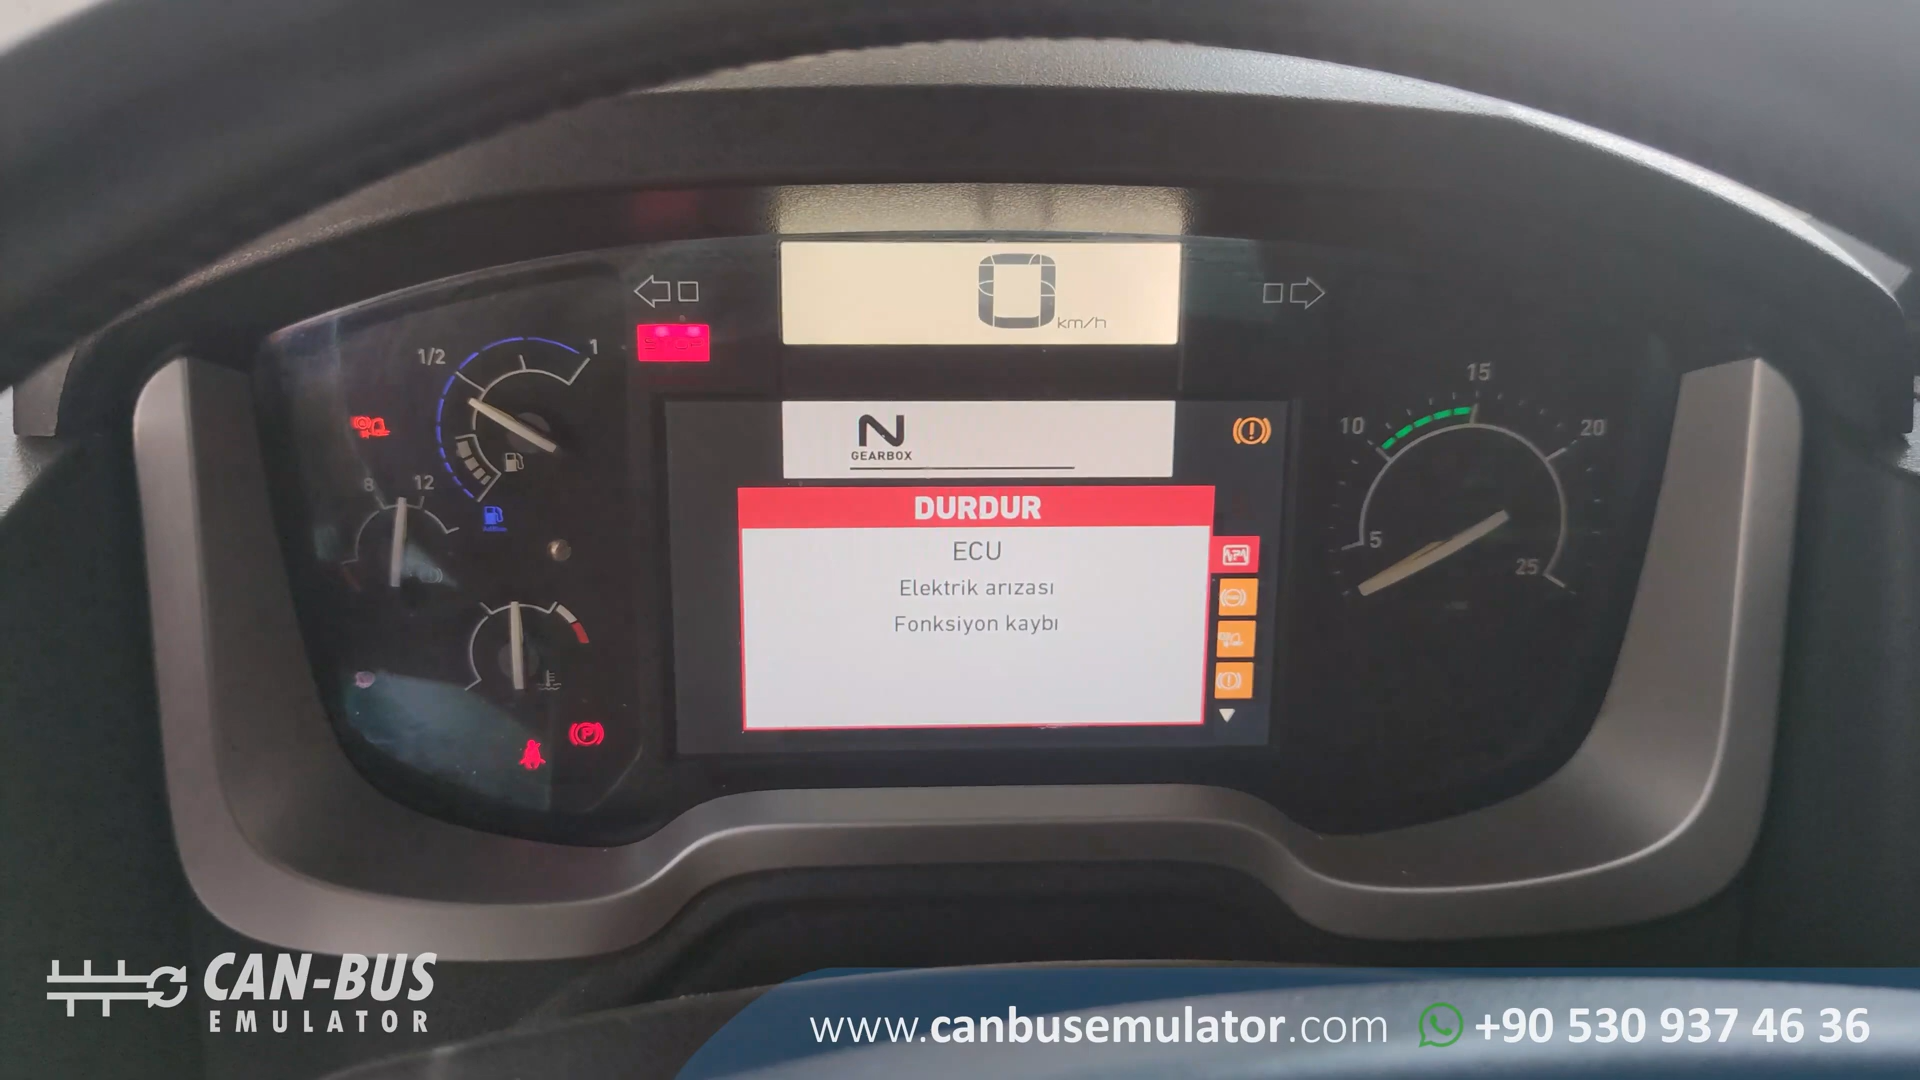 0
km/h
STOP
1/2
1
8
12
N
GEARBOX
DURDUR
ECU
Elektrik arızası
Fonksiyon kaybı
5
10
15
20
25
P
CAN-BUS
EMULATOR
www.canbusemulator.com
+90 530 937 46 36